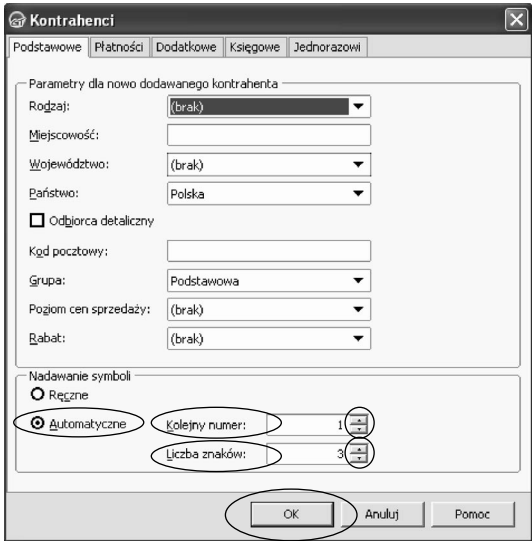 Kontrahenci
Podstawowe Płatności Dodatkowe Księgowe Jednorazowi
Parametry dla nowo dodawanego kontrahenta
Rodzaj: (brak)
Miejscowość:
Województwo: (brak)
Państwo: Polska
Odbiorca detaliczny
Kod pocztowy:
Grupa: Podstawowa
Poziom cen sprzedaży: (brak)
Rabat: (brak)
Nadawanie symboli
Ręczne
Automatyczne Kolejny numer: 1
Liczba znaków: 3
OK Anuluj Pomoc